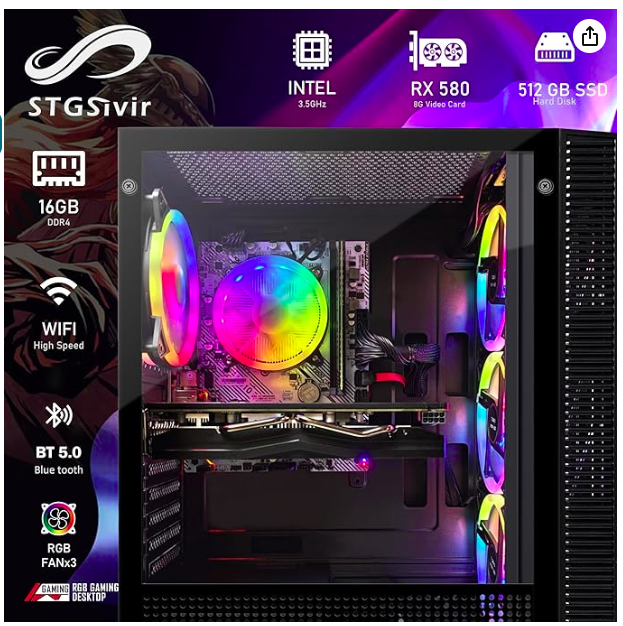 STGSivir
INTEL
3.5GHz
RX 580
8G Video Card
512 GB SSD
Hard Disk
16GB
DDR4
WIFI
High Speed
BT 5.0
Blue tooth
RGB
FANx3
GAMING RGB GAMING
DESKTOP